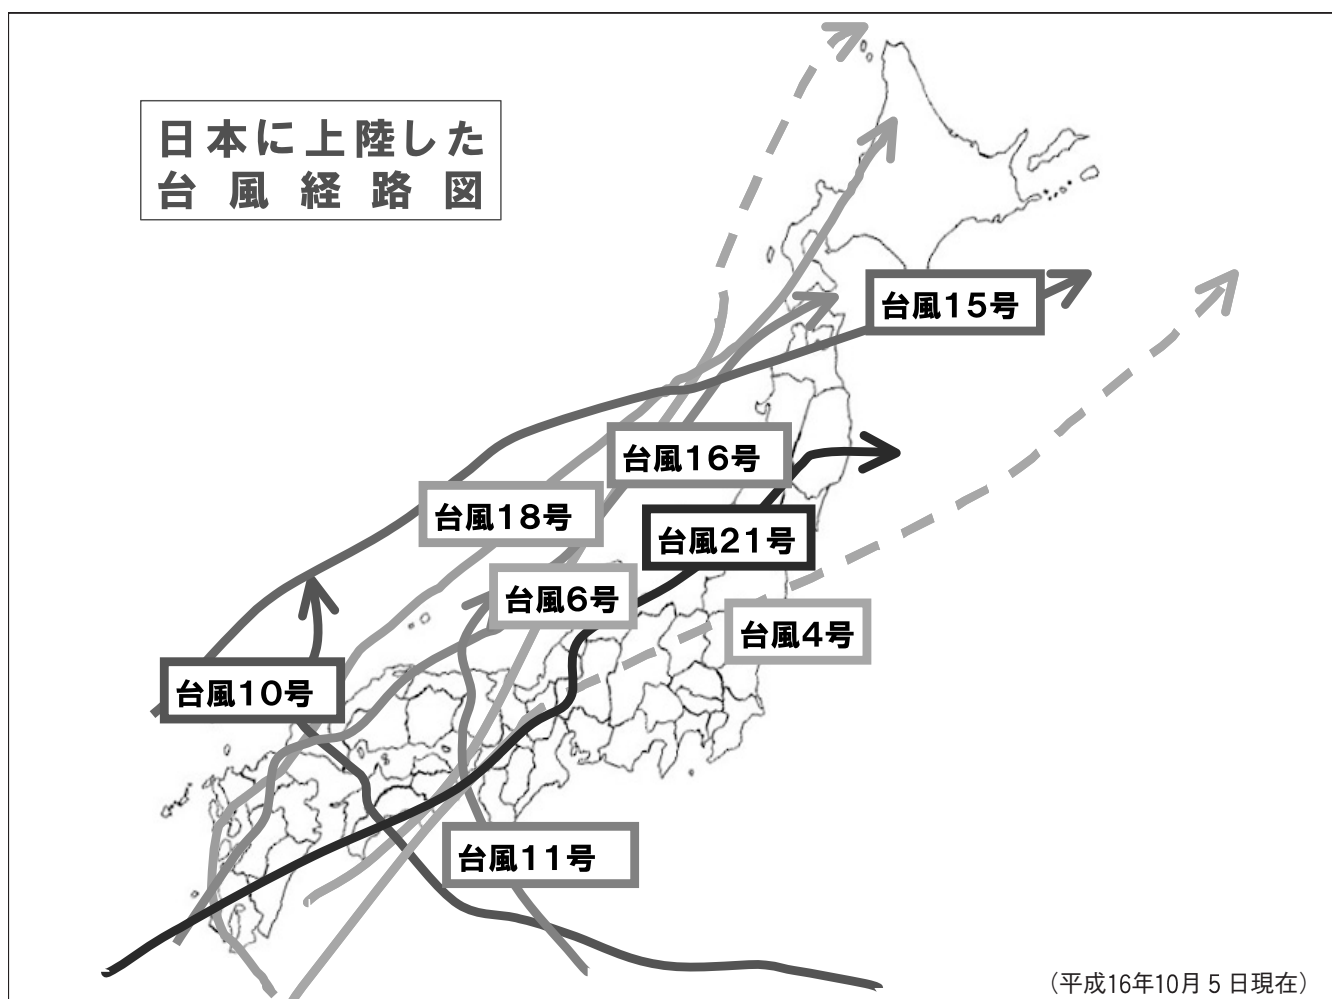 日本に上陸した
台風経路図
台風15号
台風16号
台風18号
台風21号
台風6号
台風4号
台風10号
台風11号
（平成16年10月5日現在）